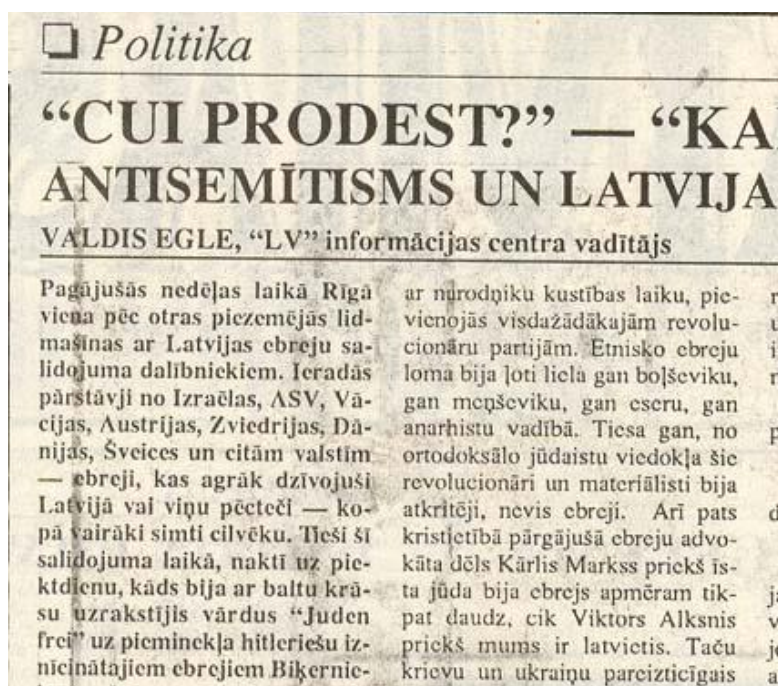 Politika
“CUI PRODEST?” — “KA
ANTISEMĪTISMS UN LATVIJA
VALDIS EGLE, “LV” informācijas centra vadītājs
Pagājušās nedēļas laikā Rīgā
viena pēc otras piezemējās lid-
mašīnas ar Latvijas ebreju sa-
lidojuma dalībniekiem. Ieradās
pārstāvji no Izraēlas, ASV, Vā-
cijas, Austrijas, Zviedrijas, Dā-
nijas, Šveices un citām valstīm
— ebreji, kas agrāk dzīvojuši
Latvijā vai viņu pēcteči — ko-
pā vairāki simti cilvēku. Tieši šī
salidojuma laikā, naktī uz pie-
ktdienu, kāds bija ar baltu krā-
su uzrakstījis vārdus “Juden
frei” uz pieminekļa hitleriešu iz-
nīcinātajiem ebrejiem Biķernie-
ar narodņiku kustības laiku, pie-
vienojās visdažādākajām revolu-
cionāru partijām. Etnisko ebreju
loma bija ļoti liela gan boļševiku,
gan meņševiku, gan eseru, gan
anarhistu vadībā. Tiesa gan, no
ortodoksālo jūdaistu viedokļa šie
revolucionāri un materiālisti bija
atkritēji, nevis ebreji. Arī pats
kristietībā pārgājušā ebreju advo-
kāta dēls Kārlis Markss priekš īs-
ta jūda bija ebrejs apmēram tik-
pat daudz, cik Viktors Alksnis
priekš mums ir latvietis. Taču
krievu un ukraiņu pareizticīgais